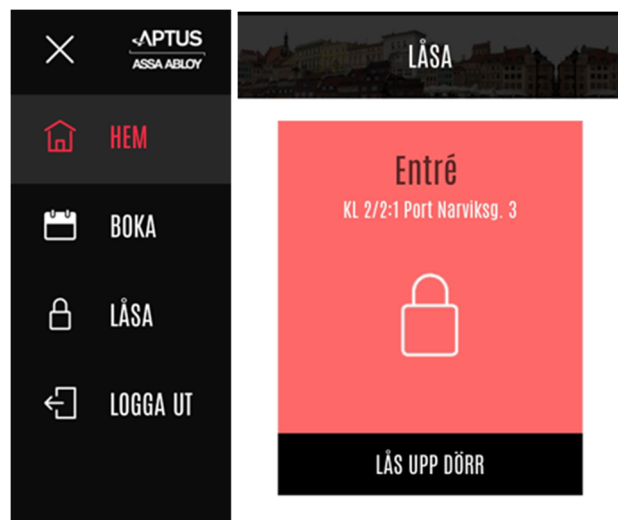 APTUS
ASSA ABLOY
HEM
BOKA
LÅSA
LOGGA UT
LÅSA
Entré
KL 2/2:1 Port Narviksg. 3
LÅS UPP DÖRR